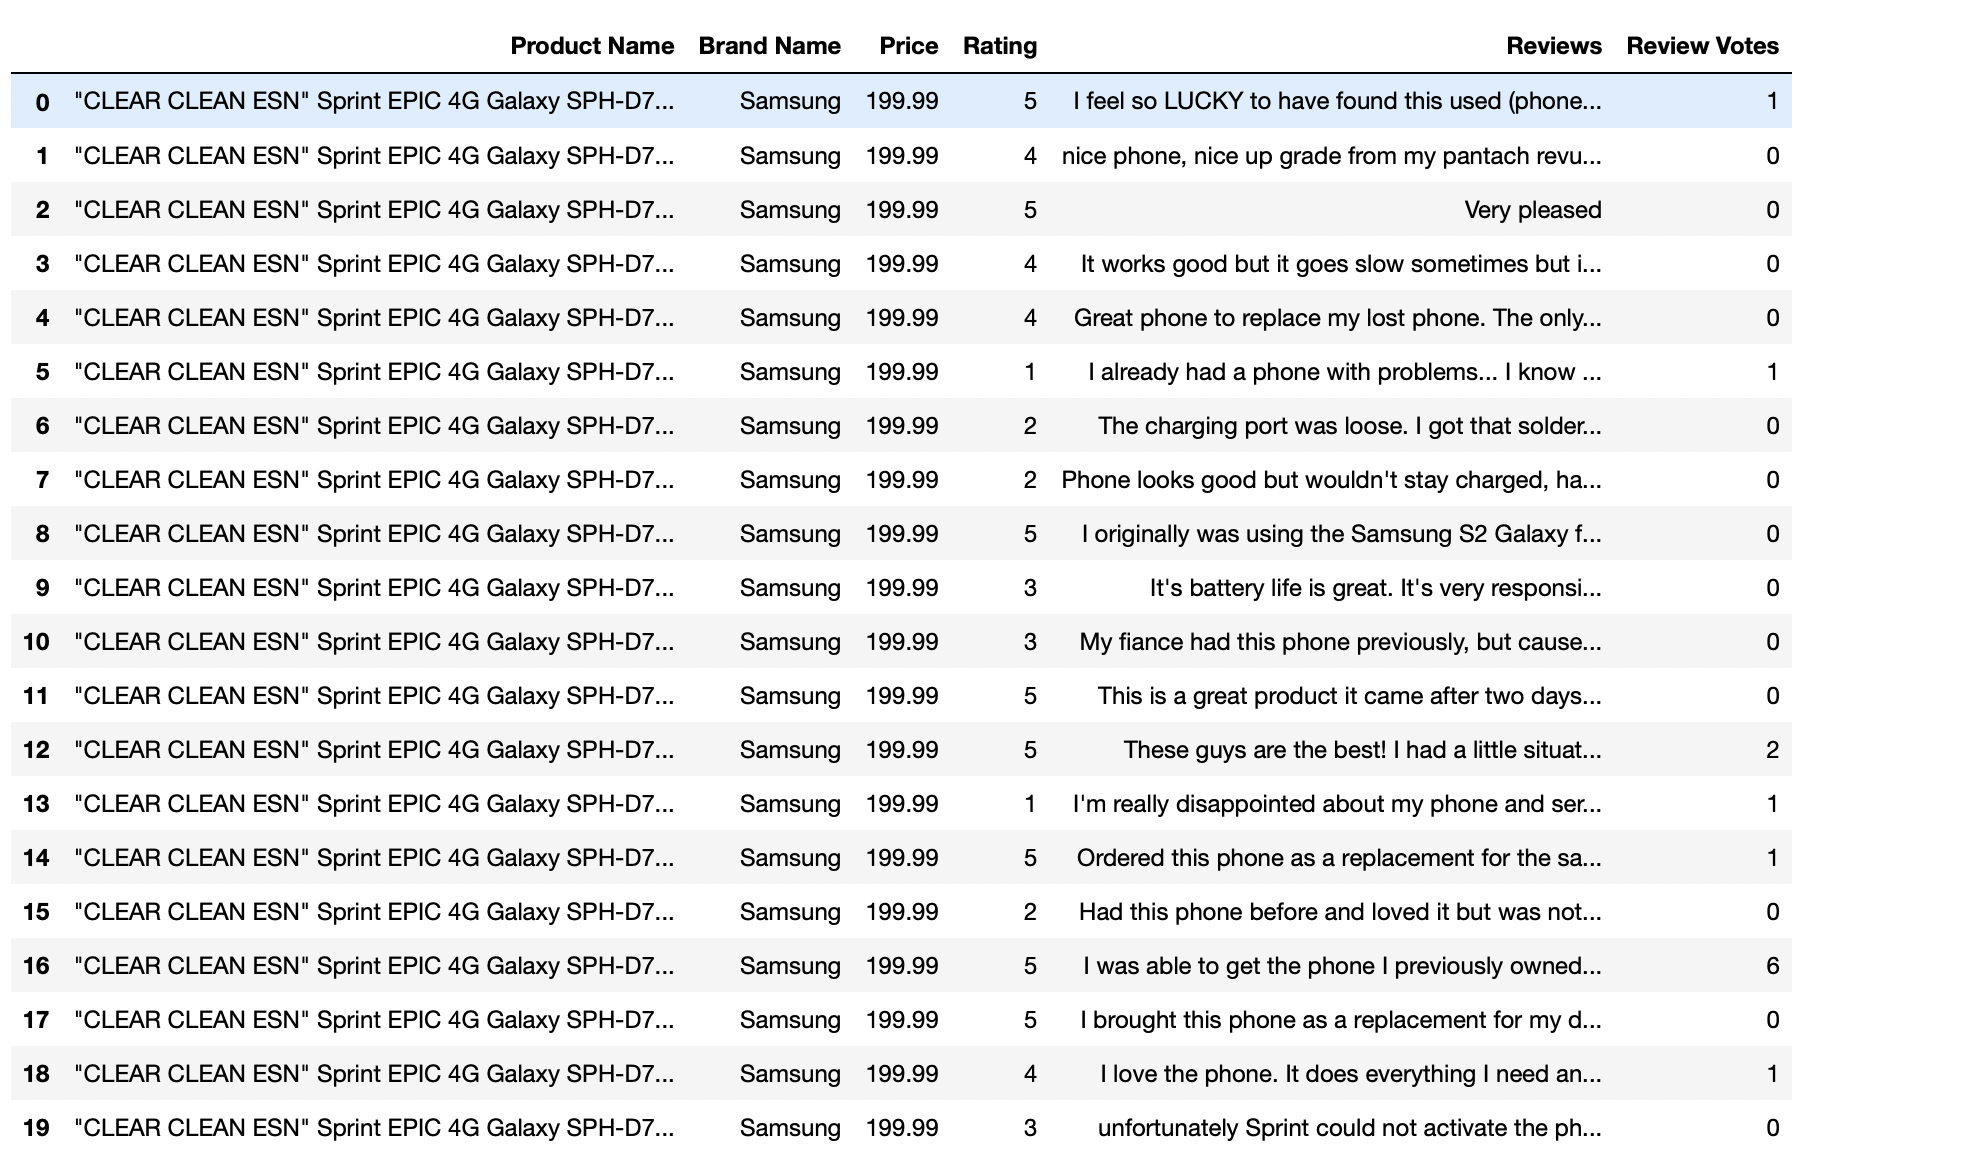 Product Name Brand Name Price Rating Reviews Review Votes
0 "CLEAR CLEAN ESN" Sprint EPIC 4G Galaxy SPH-D7... Samsung 199.99 5 I feel so LUCKY to have found this used (phone... 1
1 "CLEAR CLEAN ESN" Sprint EPIC 4G Galaxy SPH-D7... Samsung 199.99 4 nice phone, nice up grade from my pantach revu... 0
2 "CLEAR CLEAN ESN" Sprint EPIC 4G Galaxy SPH-D7... Samsung 199.99 5 Very pleased 0
3 "CLEAR CLEAN ESN" Sprint EPIC 4G Galaxy SPH-D7... Samsung 199.99 4 It works good but it goes slow sometimes but i... 0
4 "CLEAR CLEAN ESN" Sprint EPIC 4G Galaxy SPH-D7... Samsung 199.99 4 Great phone to replace my lost phone. The only... 0
5 "CLEAR CLEAN ESN" Sprint EPIC 4G Galaxy SPH-D7... Samsung 199.99 1 I already had a phone with problems... I know ... 1
6 "CLEAR CLEAN ESN" Sprint EPIC 4G Galaxy SPH-D7... Samsung 199.99 2 The charging port was loose. I got that solder... 0
7 "CLEAR CLEAN ESN" Sprint EPIC 4G Galaxy SPH-D7... Samsung 199.99 2 Phone looks good but wouldn't stay charged, ha... 0
8 "CLEAR CLEAN ESN" Sprint EPIC 4G Galaxy SPH-D7... Samsung 199.99 5 I originally was using the Samsung S2 Galaxy f... 0
9 "CLEAR CLEAN ESN" Sprint EPIC 4G Galaxy SPH-D7... Samsung 199.99 3 It's battery life is great. It's very responsi... 0
10 "CLEAR CLEAN ESN" Sprint EPIC 4G Galaxy SPH-D7... Samsung 199.99 3 My fiance had this phone previously, but cause... 0
11 "CLEAR CLEAN ESN" Sprint EPIC 4G Galaxy SPH-D7... Samsung 199.99 5 This is a great product it came after two days... 0
12 "CLEAR CLEAN ESN" Sprint EPIC 4G Galaxy SPH-D7... Samsung 199.99 5 These guys are the best! I had a little situat... 2
13 "CLEAR CLEAN ESN" Sprint EPIC 4G Galaxy SPH-D7... Samsung 199.99 1 I'm really disappointed about my phone and ser... 1
14 "CLEAR CLEAN ESN" Sprint EPIC 4G Galaxy SPH-D7... Samsung 199.99 5 Ordered this phone as a replacement for the sa... 1
15 "CLEAR CLEAN ESN" Sprint EPIC 4G Galaxy SPH-D7... Samsung 199.99 2 Had this phone before and loved it but was not... 0
16 "CLEAR CLEAN ESN" Sprint EPIC 4G Galaxy SPH-D7... Samsung 199.99 5 I was able to get the phone I previously owned... 6
17 "CLEAR CLEAN ESN" Sprint EPIC 4G Galaxy SPH-D7... Samsung 199.99 5 I brought this phone as a replacement for my d... 0
18 "CLEAR CLEAN ESN" Sprint EPIC 4G Galaxy SPH-D7... Samsung 199.99 4 I love the phone. It does everything I need an... 1
19 "CLEAR CLEAN ESN" Sprint EPIC 4G Galaxy SPH-D7... Samsung 199.99 3 unfortunately Sprint could not activate the ph... 0